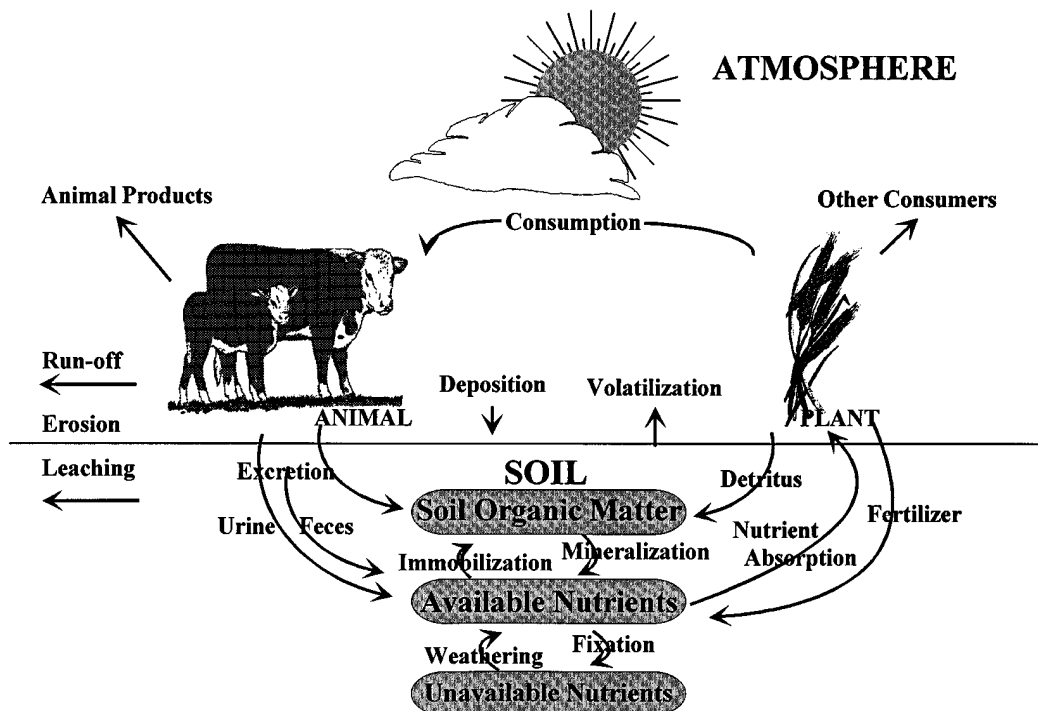 ATMOSPHERE
Animal Products
Other Consumers
Consumption
Run-off
Deposition
Volatilization
ANIMAL
PLANT
Erosion
Leaching
Excretion
SOIL
Detritus
Soil Organic Matter
Urine
Feces
Fertilizer
Nutrient
Absorption
Immobilization
Mineralization
Available Nutrients
Weathering
Fixation
Unavailable Nutrients